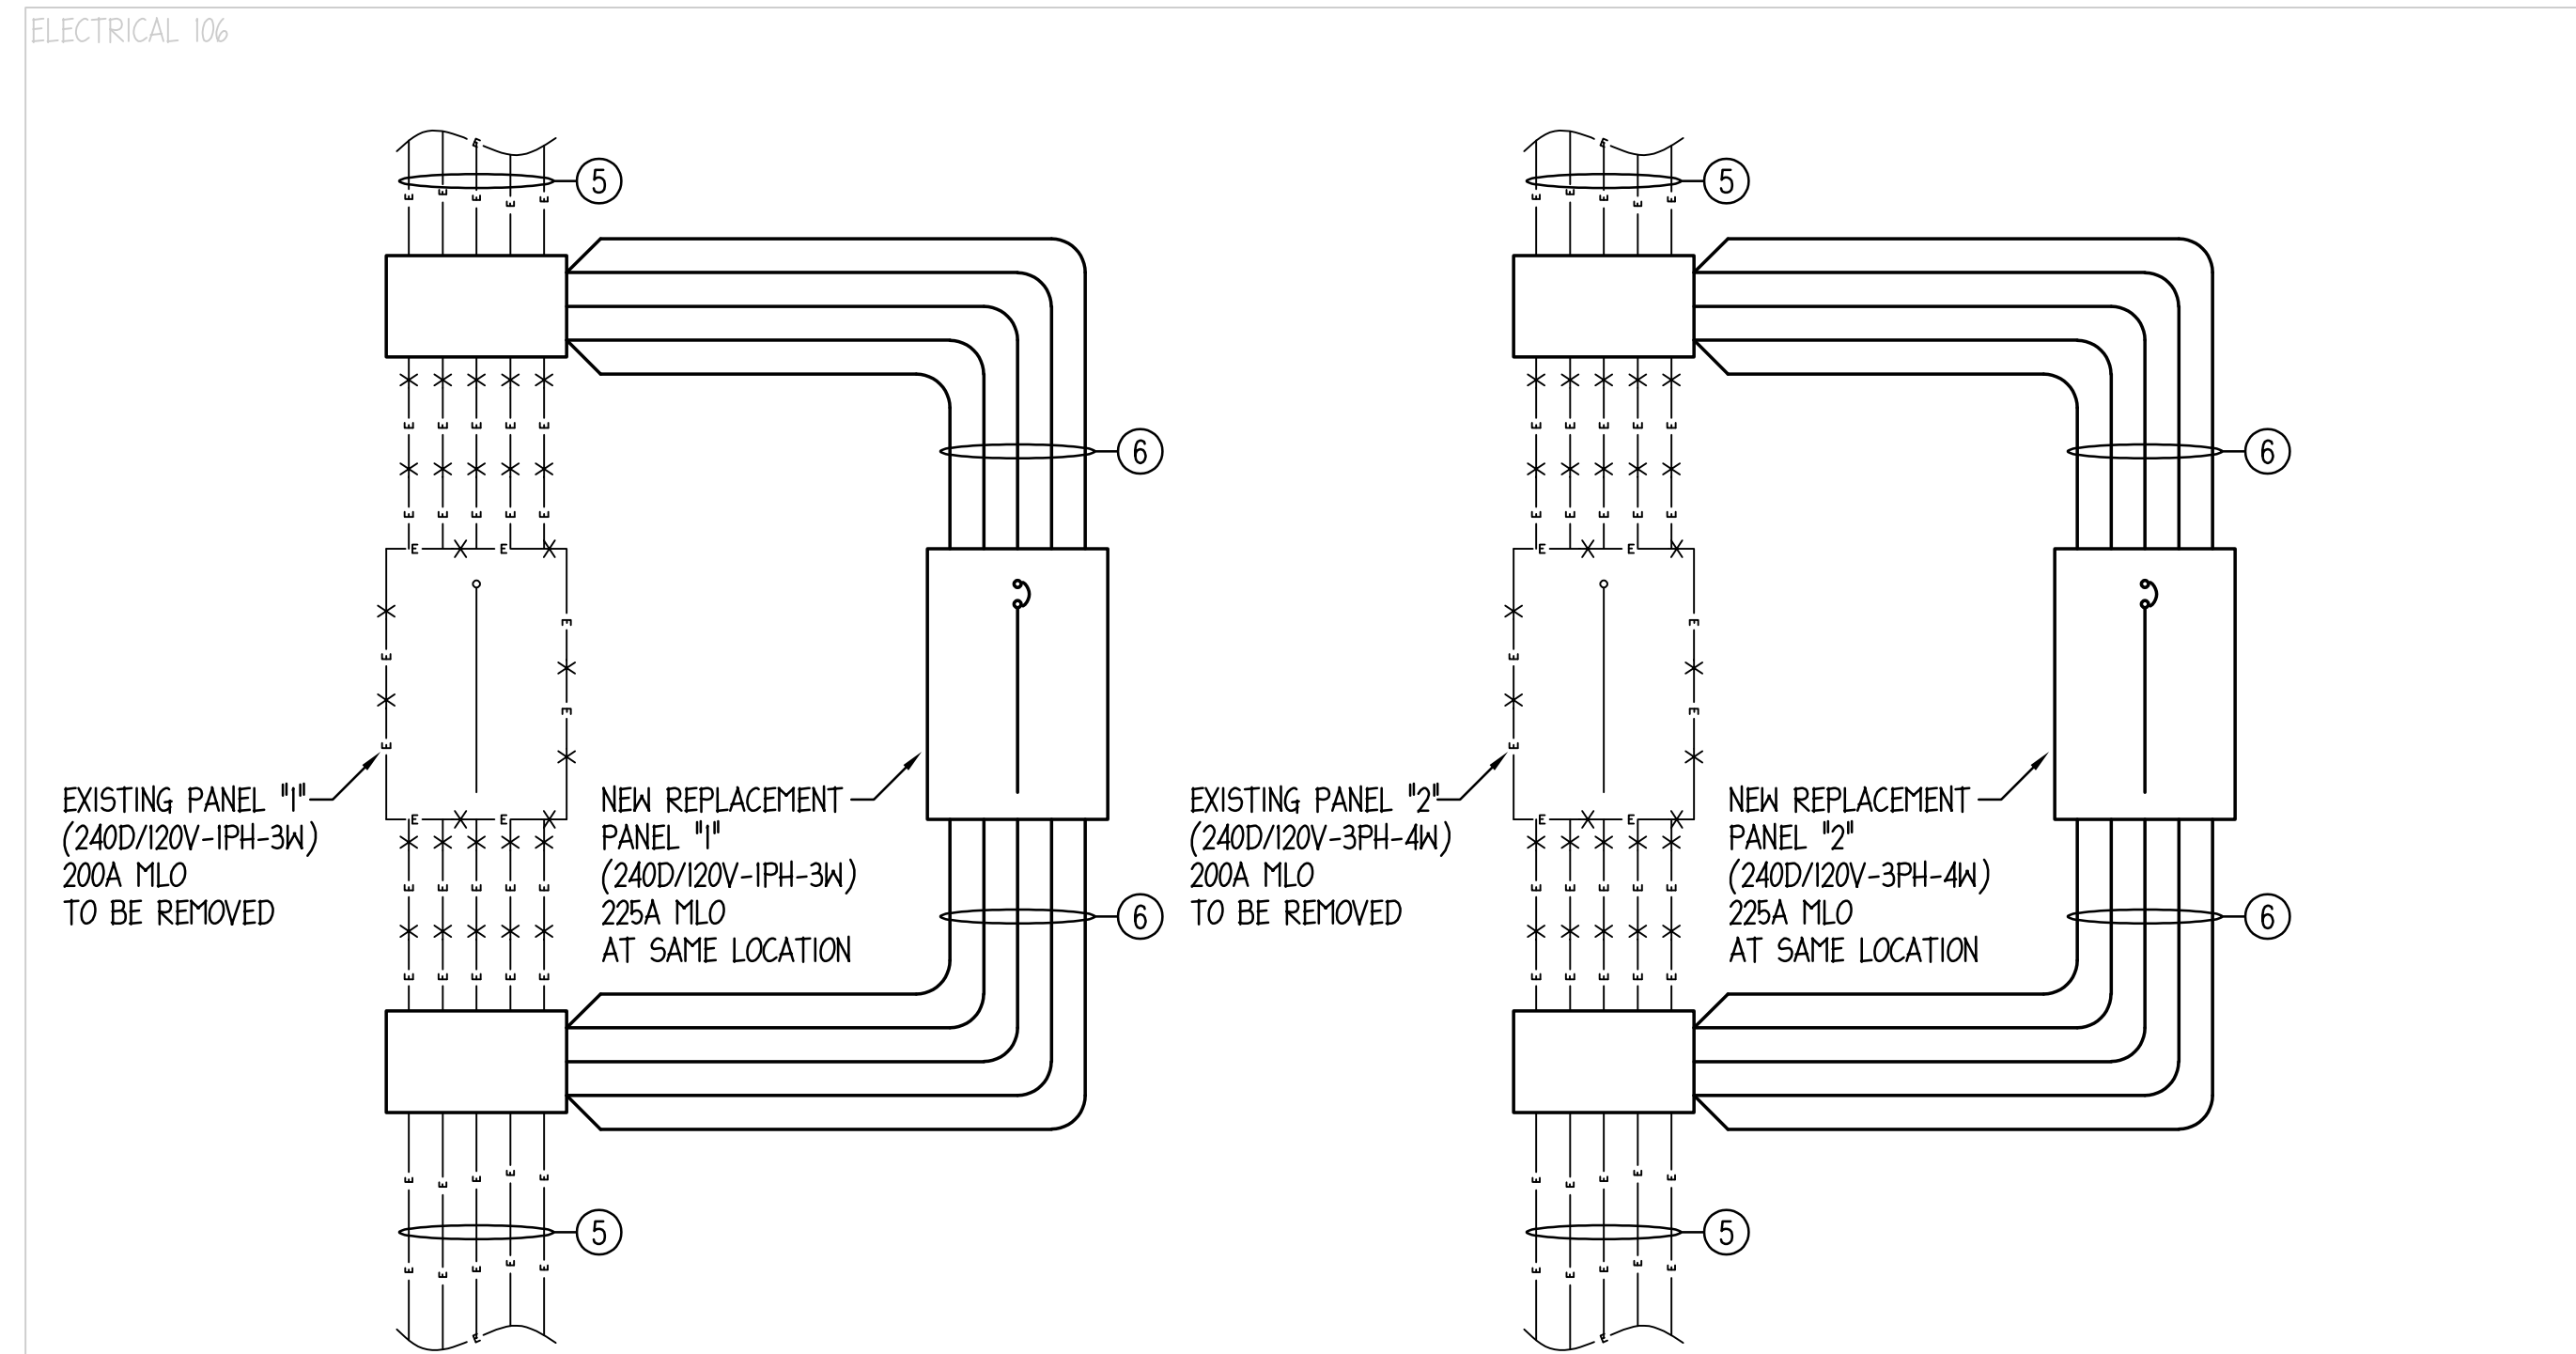 ELECTRICAL 106
5
5
6
6
EXISTING PANEL "1"
(240D/120V-1PH-3W)
200A MLO
TO BE REMOVED
NEW REPLACEMENT
PANEL "1"
(240D/120V-1PH-3W)
225A MLO
AT SAME LOCATION
EXISTING PANEL "2"
(240D/120V-3PH-4W)
200A MLO
TO BE REMOVED
NEW REPLACEMENT
PANEL "2"
(240D/120V-3PH-4W)
225A MLO
AT SAME LOCATION
6
6
5
5